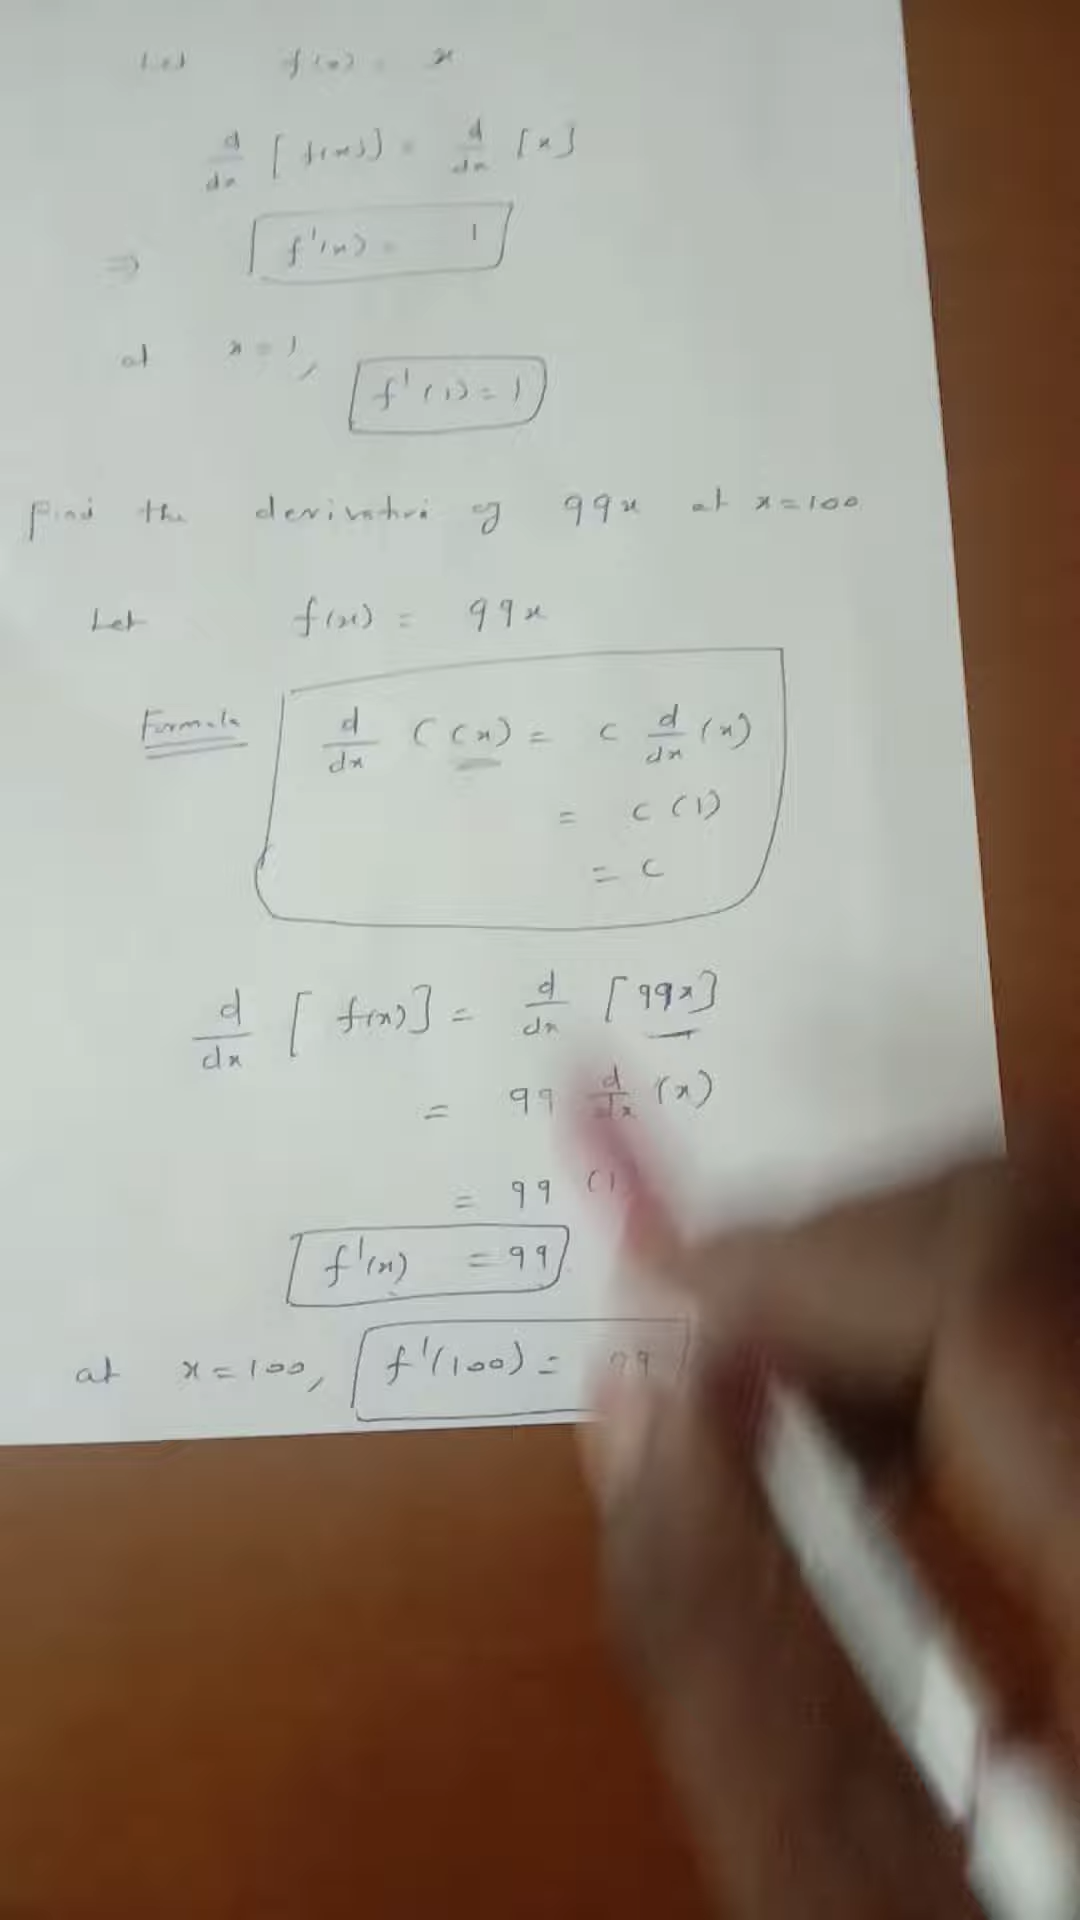 Let f(x) = x
d/dx [f(x)] = d/dx [x]
⇒ f'(x) = 1
at x = 1, f'(1) = 1
Find the derivative of 99x at x = 100
Let f(x) = 99x
Formula d/dx (cx) = c d/dx (x)
= c (1)
= c
d/dx [f(x)] = d/dx [99x]
= 99 d/dx (x)
= 99 (1)
f'(x) = 99
at x = 100, f'(100) = 99